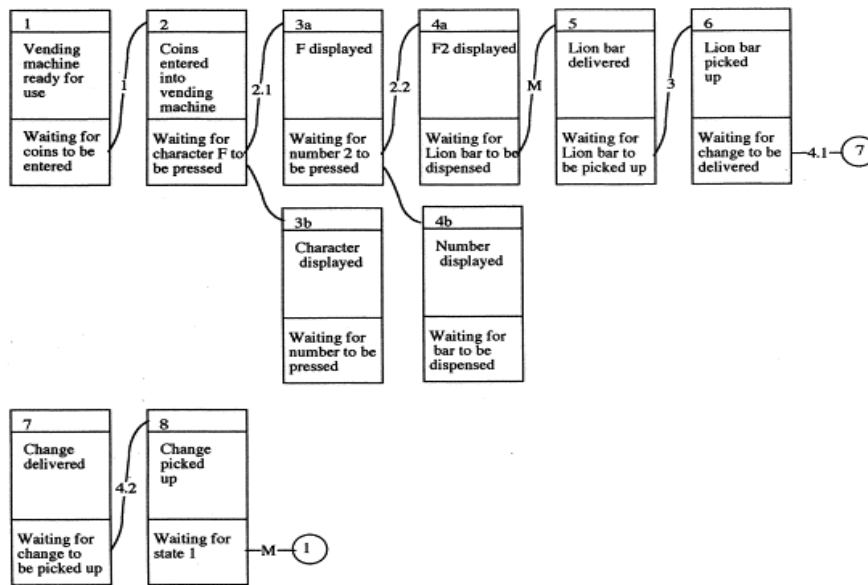 1
Vending
machine
ready for
use
Waiting for
coins to be
entered
1
2
Coins
entered
into
vending
machine
Waiting for
character F to
be pressed
2.1
3a
F displayed
Waiting for
number 2 to
be pressed
2.2
4a
F2 displayed
Waiting for
Lion bar to be
dispensed
M
5
Lion bar
delivered
Waiting for
Lion bar to
be picked up
3
6
Lion bar
picked
up
Waiting for
change to be
delivered
4.1
7
3b
Character
displayed
Waiting for
number to be
pressed
4b
Number
displayed
Waiting for
bar to be
dispensed
7
Change
delivered
Waiting for
change to
be picked up
4.2
8
Change
picked
up
Waiting for
state 1
M
1